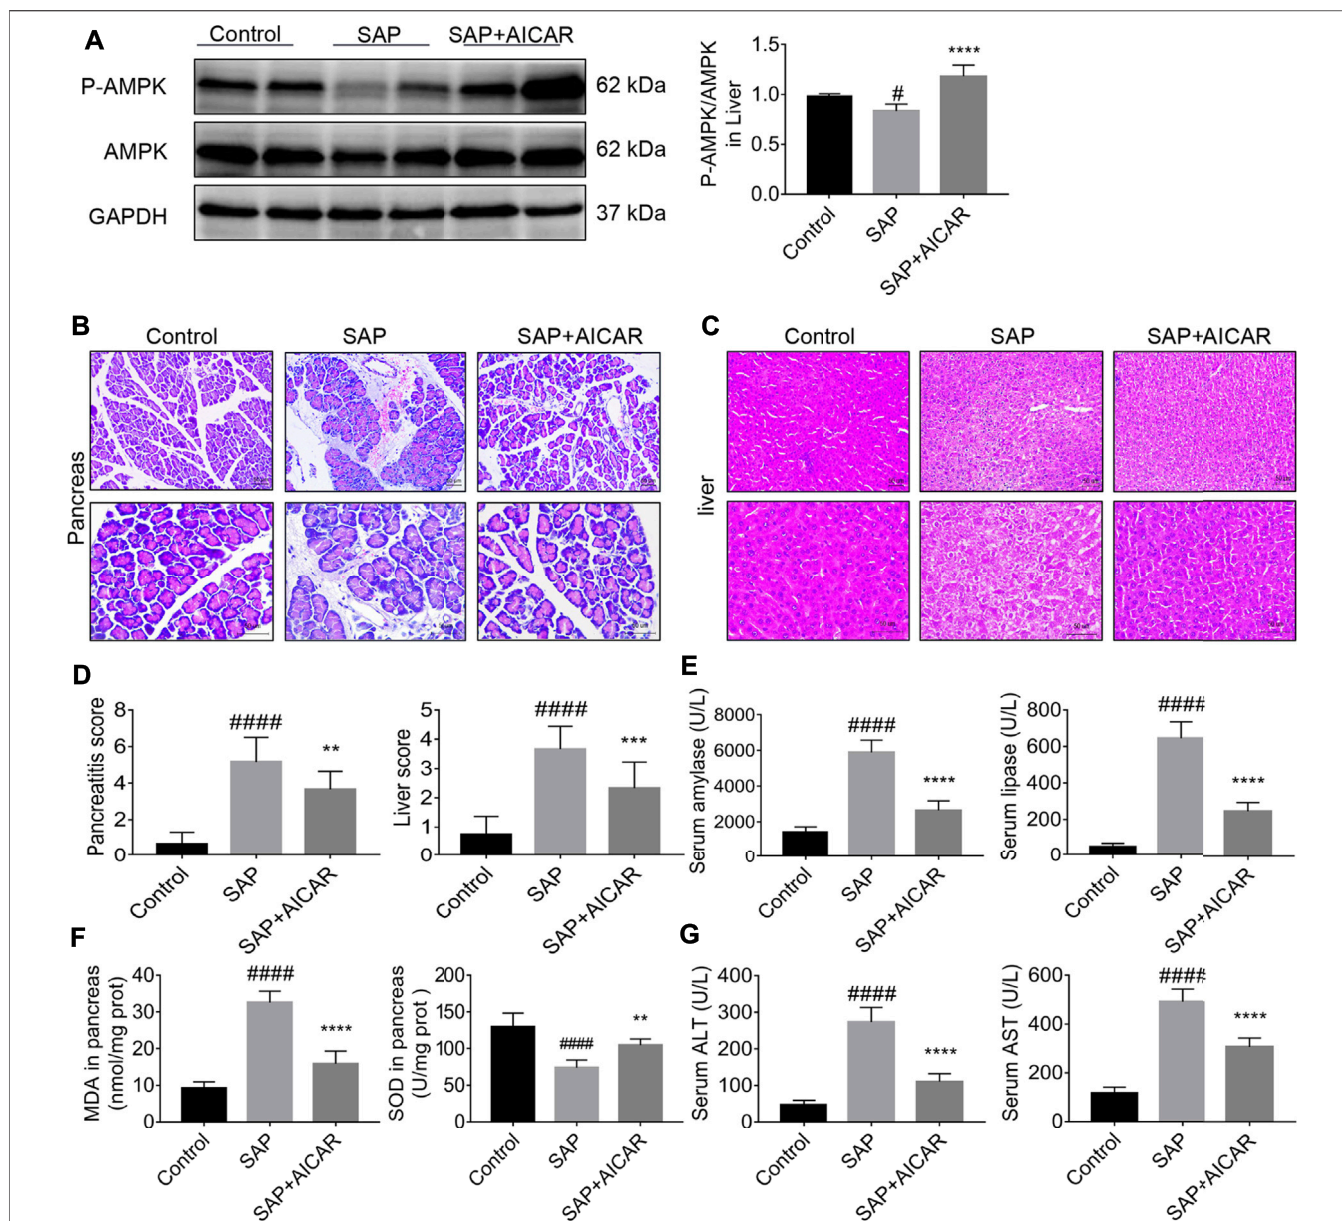 A
Control SAP SAP+AICAR
P-AMPK 62 kDa
AMPK 62 kDa
GAPDH 37 kDa
P-AMPK/AMPK
in Liver
1.5
1.0
0.5
0.0
#
****
Control SAP SAP+AICAR
B
Control SAP SAP+AICAR
Pancreas
C
Control SAP SAP+AICAR
liver
D
Pancreatitis score
8
6
4
2
0
####
**
Control SAP SAP+AICAR
Liver score
5
4
3
2
1
0
####
***
Control SAP SAP+AICAR
E
Serum amylase (U/L)
8000
6000
4000
2000
0
####
****
Control SAP SAP+AICAR
Serum lipase (U/L)
800
600
400
200
0
####
****
Control SAP SAP+AICAR
F
MDA in pancreas
(nmol/mg prot)
40
30
20
10
0
####
****
Control SAP SAP+AICAR
SOD in pancreas
(U/mg prot )
200
150
100
50
0
####
**
Control SAP SAP+AICAR
G
Serum ALT (U/L)
400
300
200
100
0
####
****
Control SAP SAP+AICAR
Serum AST (U/L)
600
400
200
0
####
****
Control SAP SAP+AICAR